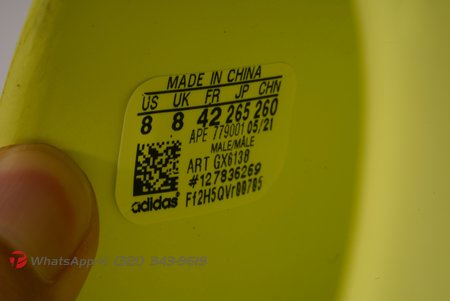 MADE IN CHINA
US UK FR JP CHN
8 8 42 265 260
APE 779001 05/21
MALE/MÂLE
ART GX6138
#127836269
F12H5QVr00785
adidas
WhatsApp